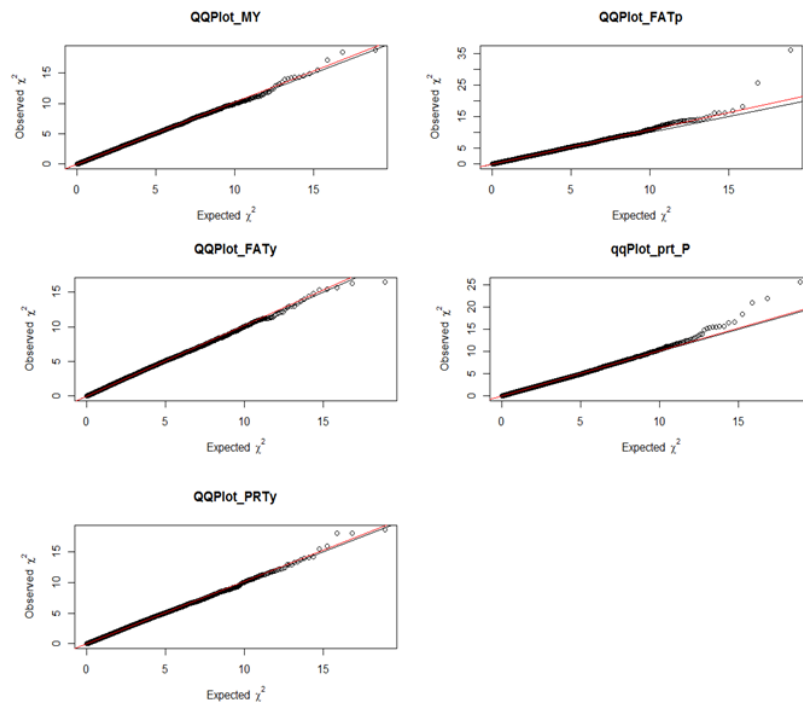 QQPlot_MY
Observed χ²
0 5 10 15
0 5 10 15
Expected χ²
QQPlot_FATp
Observed χ²
0 5 15 25 35
0 5 10 15
Expected χ²
QQPlot_FATy
Observed χ²
0 5 10 15
0 5 10 15
Expected χ²
qqPlot_prt_P
Observed χ²
0 5 10 15 20 25
0 5 10 15
Expected χ²
QQPlot_PRTy
Observed χ²
0 5 10 15
0 5 10 15
Expected χ²